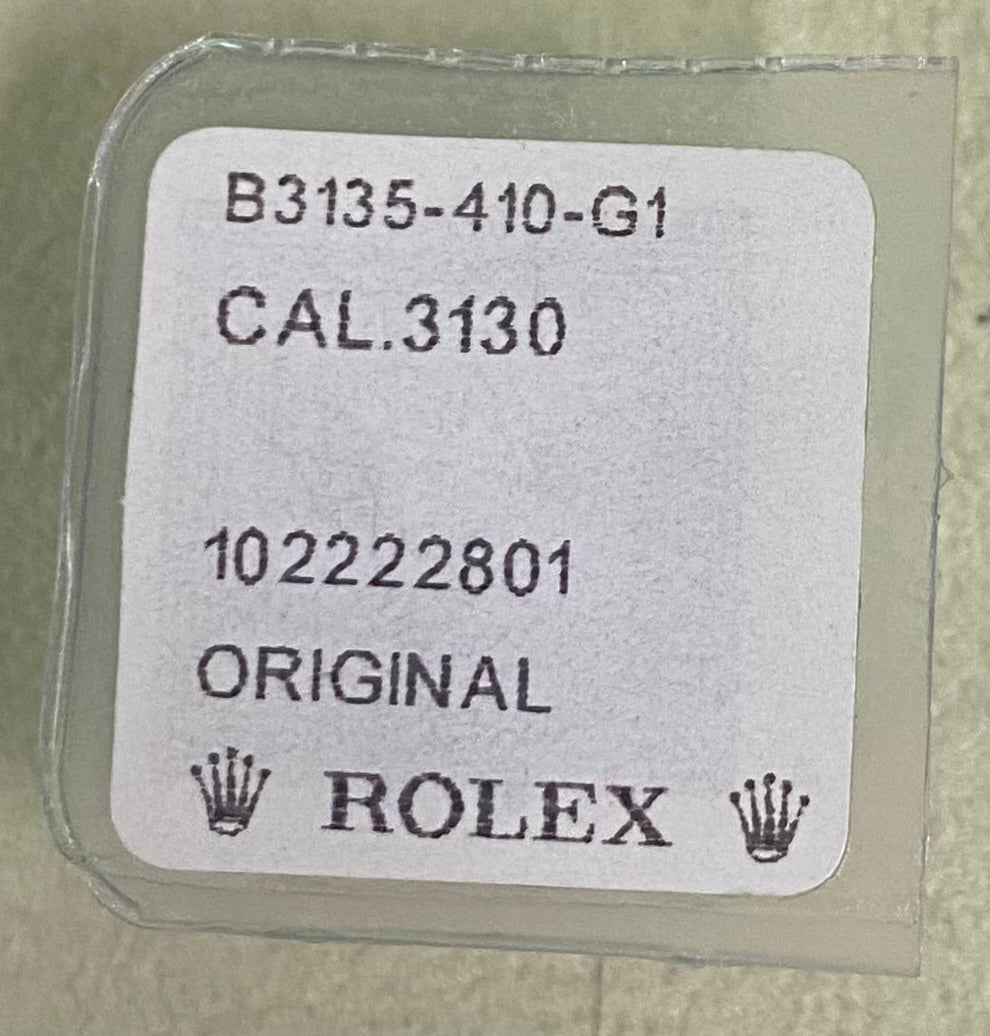 B3135-410-G1
CAL.3130
102222801
ORIGINAL
ROLEX